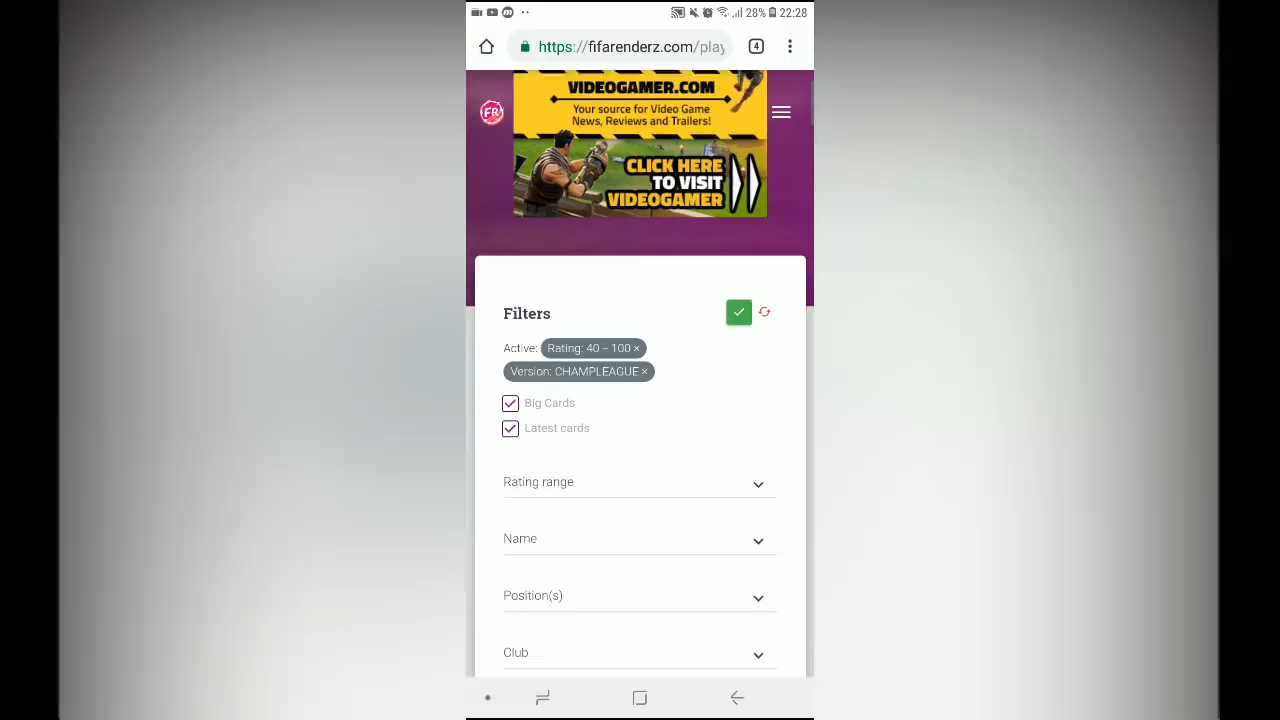 28% 22:28
https://fifarenderz.com/play
4
VIDEOGAMER.COM
Your source for Video Game
News, Reviews and Trailers!
FR
CLICK HERE
TO VISIT
VIDEOGAMER
Filters
Active: Rating: 40 – 100 ×
Version: CHAMPLEAGUE ×
Big Cards
Latest cards
Rating range
Name
Position(s)
Club